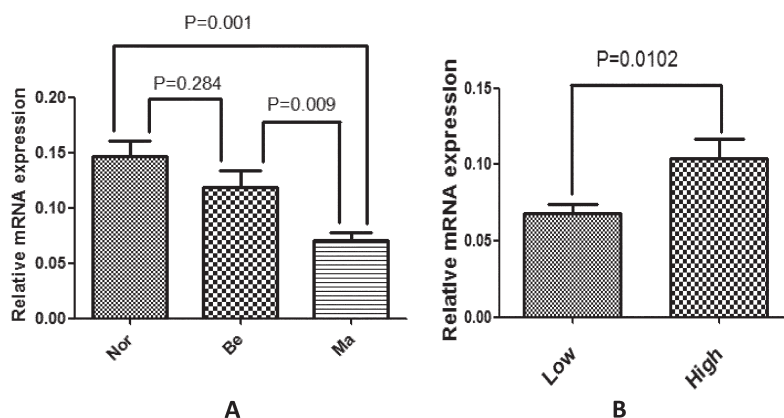 P=0.001
P=0.284
P=0.009
Relative mRNA expression
0.20
0.15
0.10
0.05
0.00
Nor
Be
Ma
A
P=0.0102
Relative mRNA expression
0.15
0.10
0.05
0.00
Low
High
B